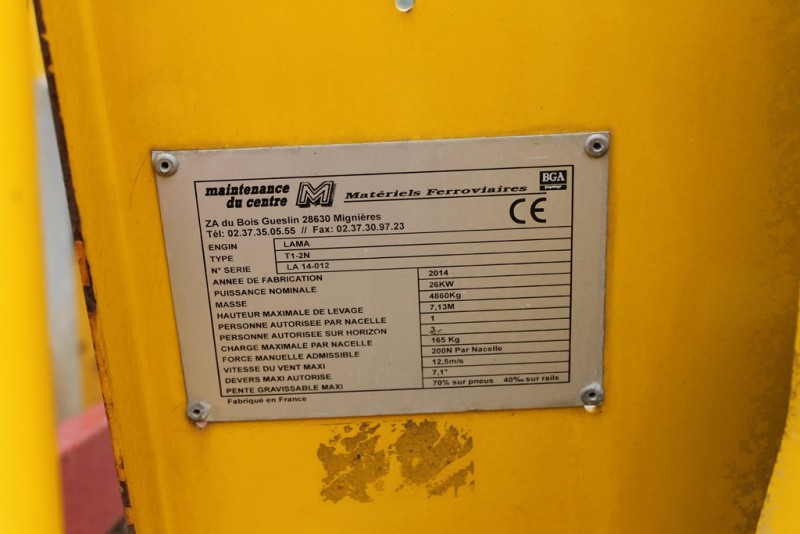 maintenance du centre M Matériels Ferroviaires BGA
ZA du Bois Gueslin 28630 Mignières
Tél: 02.37.35.05.55 // Fax: 02.37.30.97.23
CE
ENGIN LAMA
TYPE T1-2N
N° SERIE LA 14-012
ANNEE DE FABRICATION 2014
PUISSANCE NOMINALE 26KW
MASSE 4860Kg
HAUTEUR MAXIMALE DE LEVAGE 7,13M
PERSONNE AUTORISEE PAR NACELLE 1
PERSONNE AUTORISEE SUR HORIZON 3
CHARGE MAXIMALE PAR NACELLE 165 Kg
FORCE MANUELLE ADMISSIBLE 200N Par Nacelle
VITESSE DU VENT MAXI 12,5m/s
DEVERS MAXI AUTORISE 7,1°
PENTE GRAVISSABLE MAXI 70% sur pneus 40‰ sur rails
Fabriqué en France